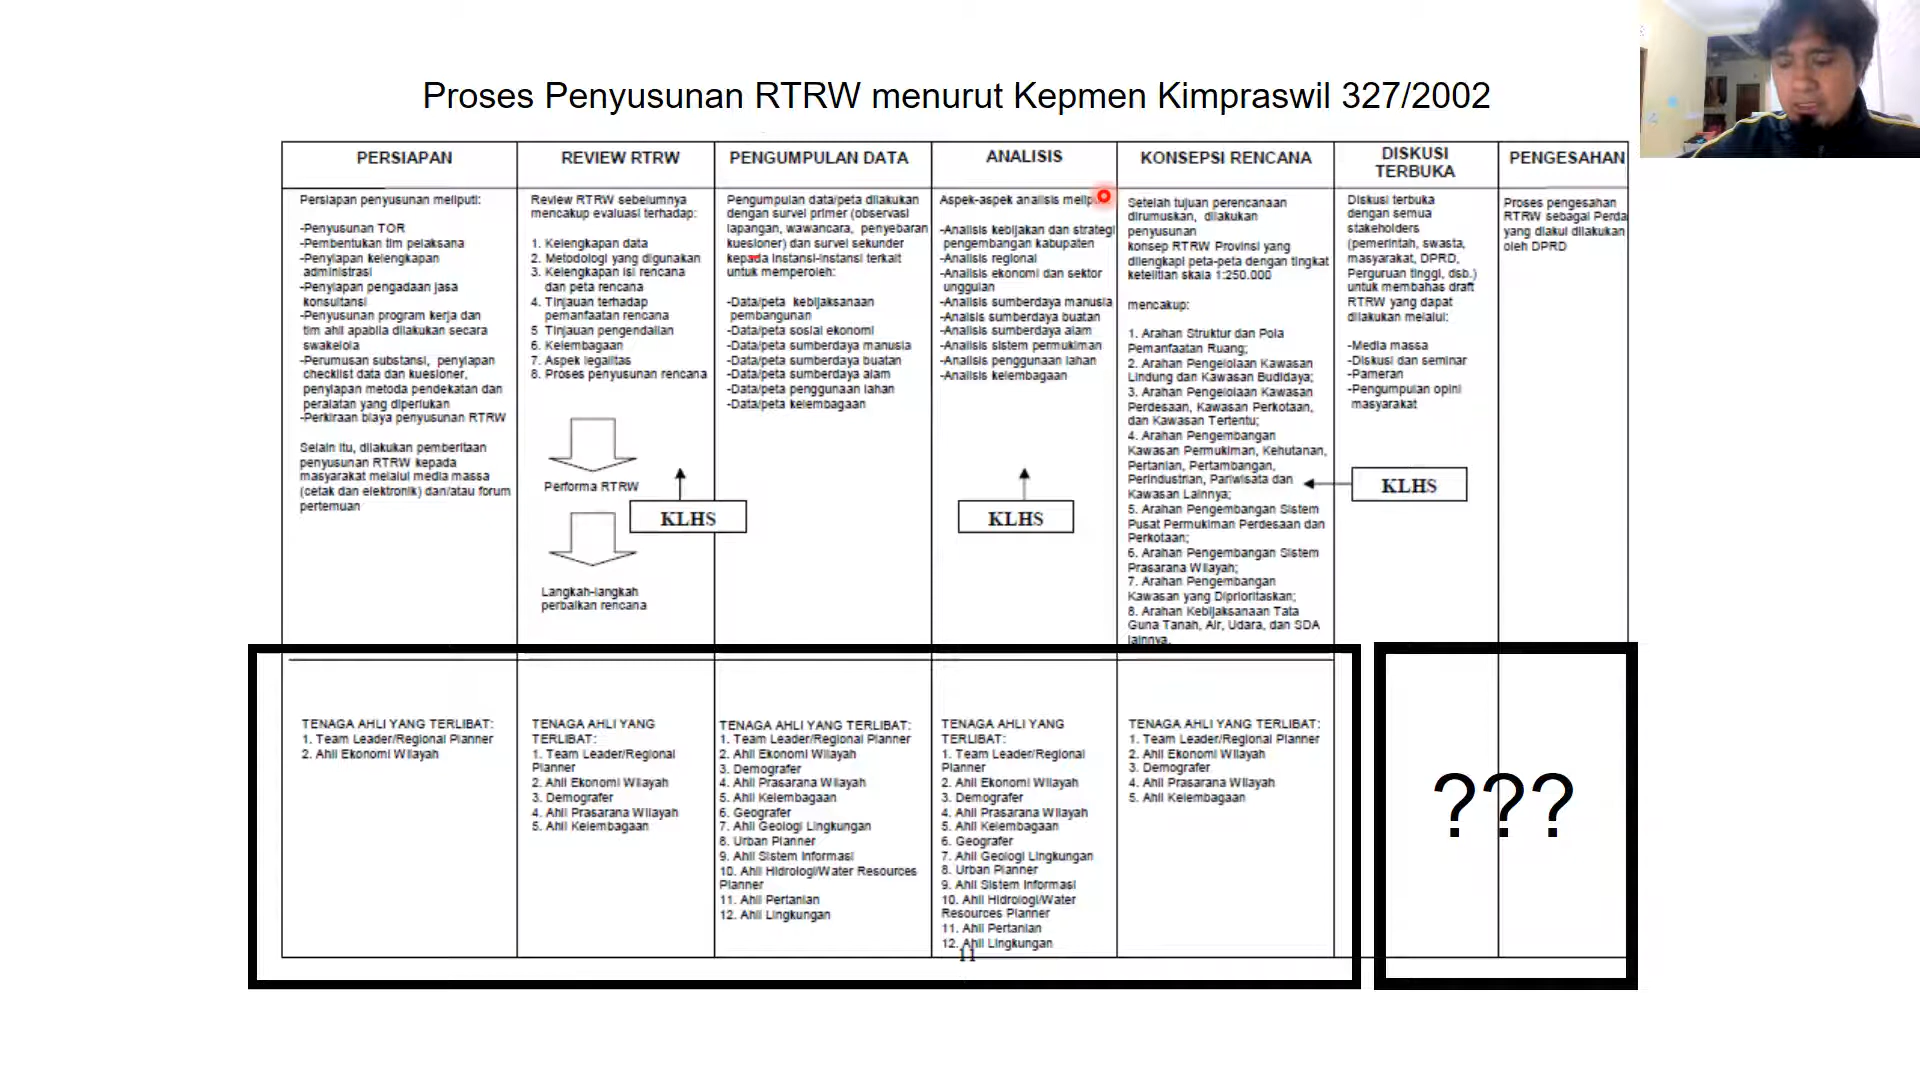 Proses Penyusunan RTRW menurut Kepmen Kimpraswil 327/2002
PERSIAPAN
Persiapan penyusunan meliputi:
-Penyusunan TOR
-Pembentukan tim pelaksana
-Penyiapan kelengkapan
administrasi
-Penyiapan pengadaan jasa
konsultansi
-Penyusunan program kerja dan
tim ahli apabila dilakukan secara
swakelola
-Perumusan substansi, penyiapan
checklist data dan kuesioner,
penyiapan metoda pendekatan dan
peralatan yang diperlukan
-Perkiraan biaya penyusunan RTRW
Selain itu, dilakukan pemberitaan
penyusunan RTRW kepada
masyarakat melalui media massa
(cetak dan elektronik) dan/atau forum
pertemuan
REVIEW RTRW
Review RTRW sebelumnya
mencakup evaluasi terhadap:
1. Kelengkapan data
2. Metodologi yang digunakan
3. Kelengkapan isi rencana
dan peta rencana
4. Tinjauan terhadap
pemanfaatan rencana
5 Tinjauan pengendalian
6. Kelembagaan
7. Aspek legalitas
8. Proses penyusunan rencana
Performa RTRW
KLHS
Langkah-langkah
perbaikan rencana
PENGUMPULAN DATA
Pengumpulan data/peta dilakukan
dengan survei primer (observasi
lapangan, wawancara, penyebaran
kuesioner) dan survei sekunder
kepada instansi-instansi terkait
untuk memperoleh:
-Data/peta kebijaksanaan
pembangunan
-Data/peta sosial ekonomi
-Data/peta sumberdaya manusia
-Data/peta sumberdaya buatan
-Data/peta sumberdaya alam
-Data/peta penggunaan lahan
-Data/peta kelembagaan
ANALISIS
Aspek-aspek analisis
-Analisis kebijakan dan strategi
pengembangan kabupaten
-Analisis regional
-Analisis ekonomi dan sektor
unggulan
-Analisis sumberdaya manusia
-Analisis sumberdaya buatan
-Analisis sumberdaya alam
-Analisis sistem permukiman
-Analisis penggunaan lahan
-Analisis kelembagaan
KLHS
KONSEPSI RENCANA
Setelah tujuan perencanaan
dirumuskan, dilakukan
penyusunan
konsep RTRW Provinsi yang
dilengkapi peta-peta dengan tingkat
ketelitian skala 1:250.000
mencakup:
1. Arahan Struktur dan Pola
Pemanfaatan Ruang;
2. Arahan Pengelolaan Kawasan
Lindung dan Kawasan Budidaya;
3. Arahan Pengelolaan Kawasan
Perdesaan, Kawasan Perkotaan,
dan Kawasan Tertentu;
4. Arahan Pengembangan
Kawasan Permukiman, Kehutanan,
Pertanian, Pertambangan,
Perindustrian, Pariwisata dan
Kawasan Lainnya;
5. Arahan Pengembangan Sistem
Pusat Permukiman Perdesaan dan
Perkotaan;
6. Arahan Pengembangan Sistem
Prasarana Wilayah;
7. Arahan Pengembangan
Kawasan yang Diprioritaskan;
8. Arahan Kebijaksanaan Tata
Guna Tanah, Air, Udara, dan SDA
lainnya.
DISKUSI
TERBUKA
Diskusi terbuka
dengan semua
stakeholders
(pemerintah, swasta,
masyarakat, DPRD,
Perguruan tinggi, dsb.)
untuk membahas draft
RTRW yang dapat
dilakukan melalui:
-Media massa
-Diskusi dan seminar
-Pameran
-Pengumpulan opini
masyarakat
KLHS
PENGESAHAN
Proses pengesahan
RTRW sebagai Perda
yang diakui dilakukan
oleh DPRD
TENAGA AHLI YANG TERLIBAT:
1. Team Leader/Regional Planner
2. Ahli Ekonomi Wilayah
TENAGA AHLI YANG
TERLIBAT:
1. Team Leader/Regional
Planner
2. Ahli Ekonomi Wilayah
3. Demografer
4. Ahli Prasarana Wilayah
5. Ahli Kelembagaan
TENAGA AHLI YANG TERLIBAT:
1. Team Leader/Regional Planner
2. Ahli Ekonomi Wilayah
3. Demografer
4. Ahli Prasarana Wilayah
5. Ahli Kelembagaan
6. Geografer
7. Ahli Geologi Lingkungan
8. Urban Planner
9. Ahli Sistem Informasi
10. Ahli Hidrologi/Water Resources
Planner
11. Ahli Pertanian
12. Ahli Lingkungan
TENAGA AHLI YANG
TERLIBAT:
1. Team Leader/Regional
Planner
2. Ahli Ekonomi Wilayah
3. Demografer
4. Ahli Prasarana Wilayah
5. Ahli Kelembagaan
6. Geografer
7. Ahli Geologi Lingkungan
8. Urban Planner
9. Ahli Sistem Informasi
10. Ahli Hidrologi/Water
Resources Planner
11. Ahli Pertanian
12. Ahli Lingkungan
11
TENAGA AHLI YANG TERLIBAT:
1. Team Leader/Regional Planner
2. Ahli Ekonomi Wilayah
3. Demografer
4. Ahli Prasarana Wilayah
5. Ahli Kelembagaan
???